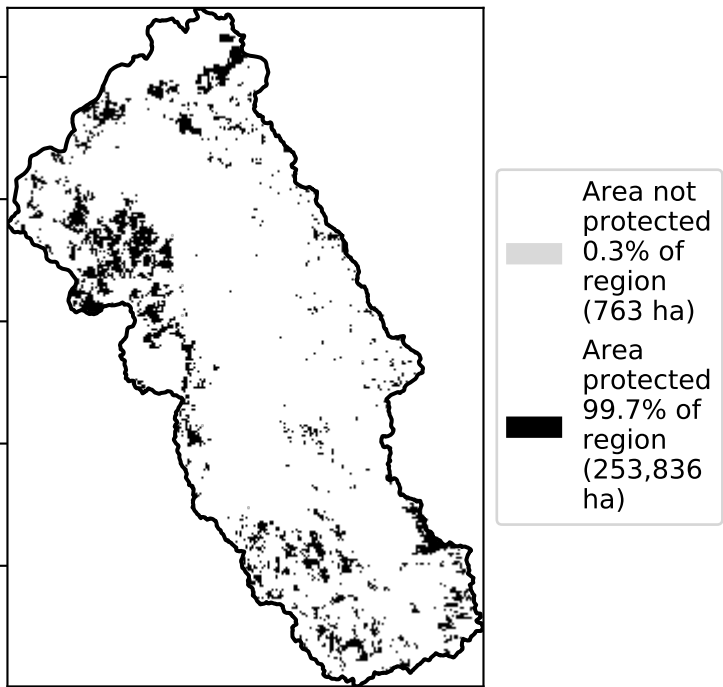 Area not
protected
0.3% of
region
(763 ha)
Area
protected
99.7% of
region
(253,836
ha)